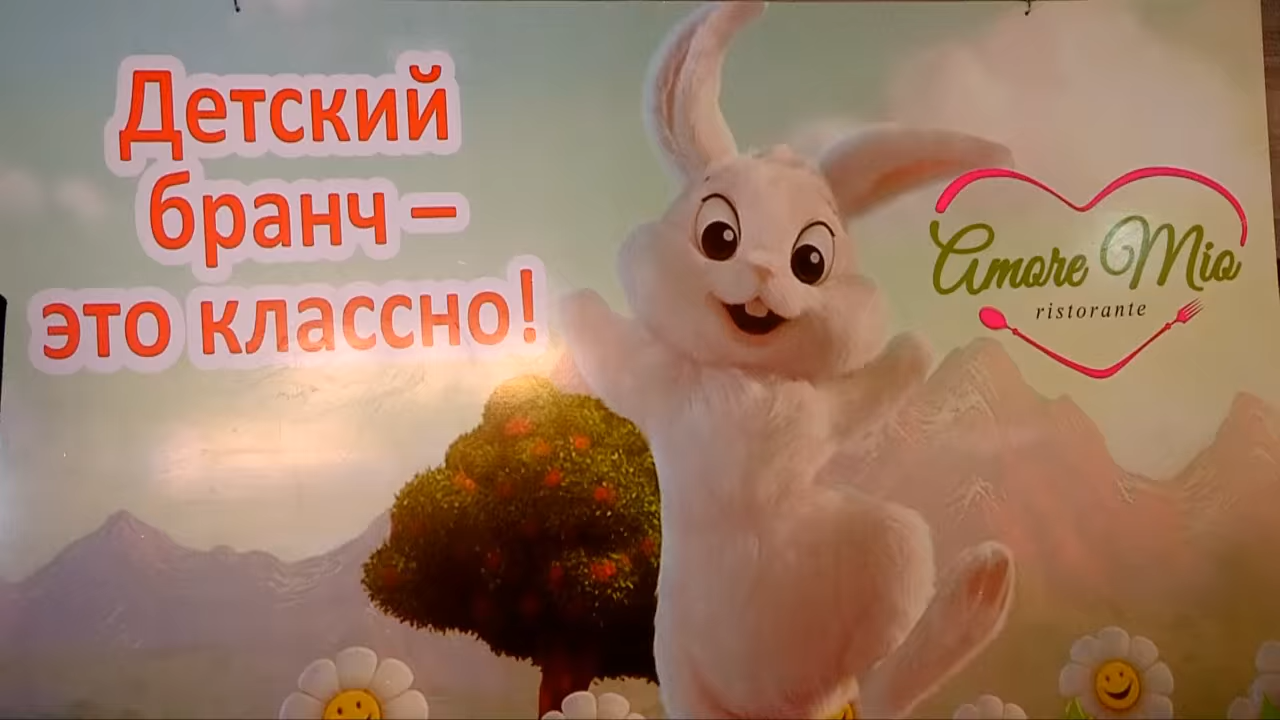 Детский
бранч –
это классно!
Amore Mio
ristorante